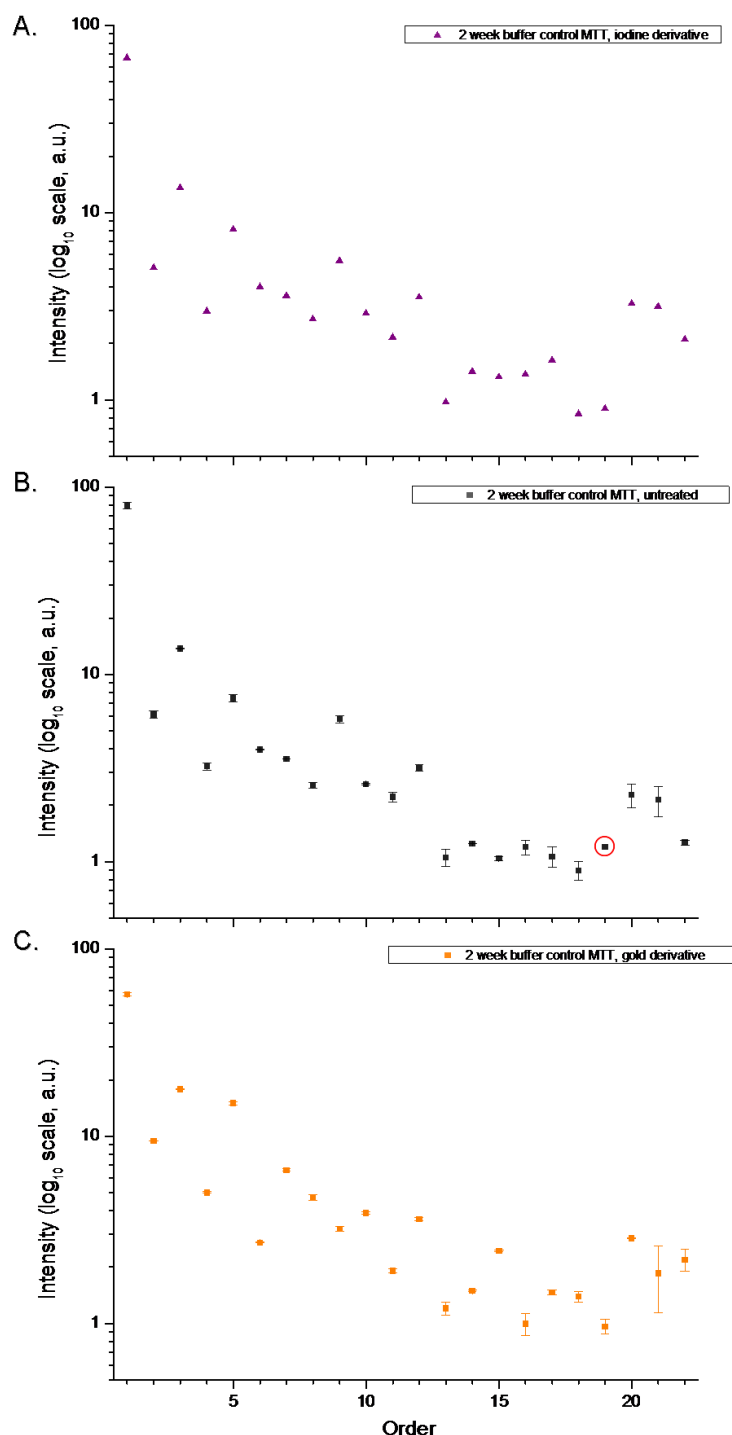 A.
2 week buffer control MTT, iodine derivative
Intensity (log10 scale, a.u.)
100
10
1
B.
2 week buffer control MTT, untreated
Intensity (log10 scale, a.u.)
100
10
1
C.
2 week buffer control MTT, gold derivative
Intensity (log10 scale, a.u.)
100
10
1
5 10 15 20
Order